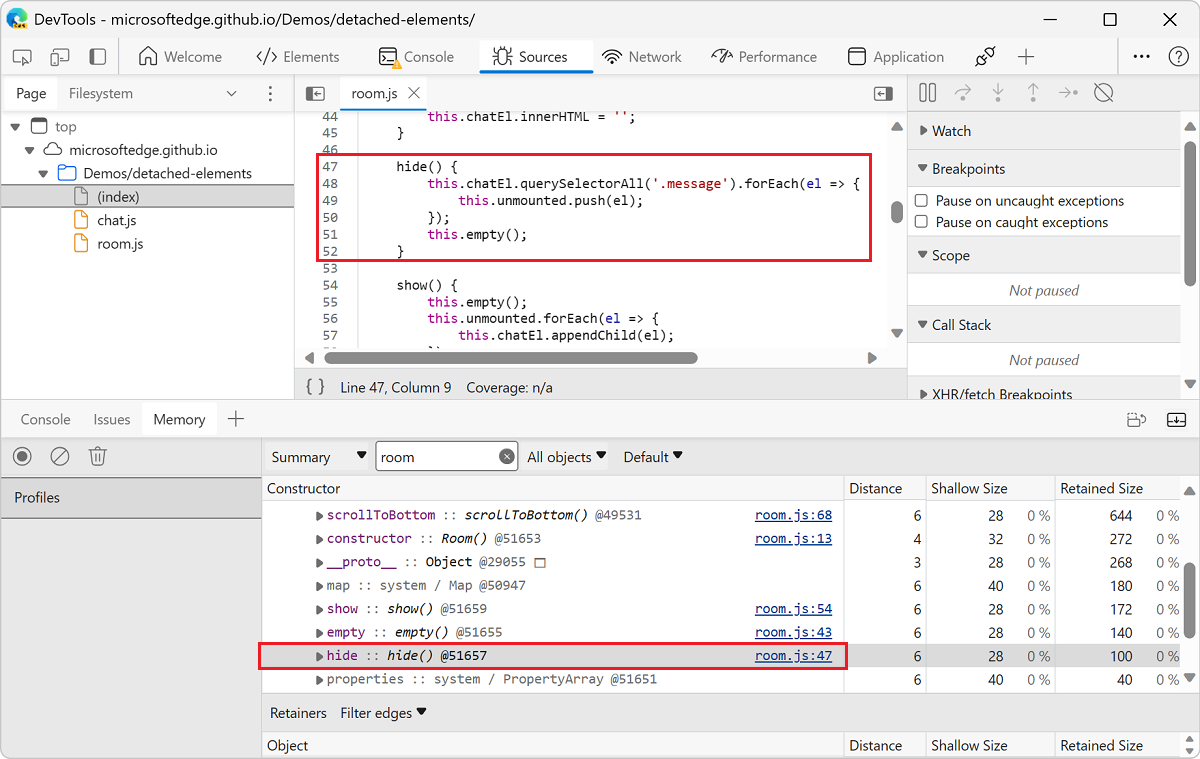 DevTools - microsoftedge.github.io/Demos/detached-elements/
Welcome Elements Console Sources Network Performance Application
Page Filesystem
top
microsoftedge.github.io
Demos/detached-elements
(index)
chat.js
room.js
room.js
44 this.chatEl.innerHTML = '';
45 }
46
47 hide() {
48 this.chatEl.querySelectorAll('.message').forEach(el => {
49 this.unmounted.push(el);
50 });
51 this.empty();
52 }
53
54 show() {
55 this.empty();
56 this.unmounted.forEach(el => {
57 this.chatEl.appendChild(el);
{ } Line 47, Column 9 Coverage: n/a
Watch
Breakpoints
Pause on uncaught exceptions
Pause on caught exceptions
Scope
Not paused
Call Stack
Not paused
XHR/fetch Breakpoints
Console Issues Memory
Profiles
Summary room All objects Default
Constructor Distance Shallow Size Retained Size
scrollToBottom :: scrollToBottom() @49531 room.js:68 6 28 0 % 644 0 %
constructor :: Room() @51653 room.js:13 4 32 0 % 272 0 %
__proto__ :: Object @29055 3 28 0 % 268 0 %
map :: system / Map @50947 6 40 0 % 180 0 %
show :: show() @51659 room.js:54 6 28 0 % 172 0 %
empty :: empty() @51655 room.js:43 6 28 0 % 140 0 %
hide :: hide() @51657 room.js:47 6 28 0 % 100 0 %
properties :: system / PropertyArray @51651 6 40 0 % 40 0 %
Retainers Filter edges
Object Distance Shallow Size Retained Size